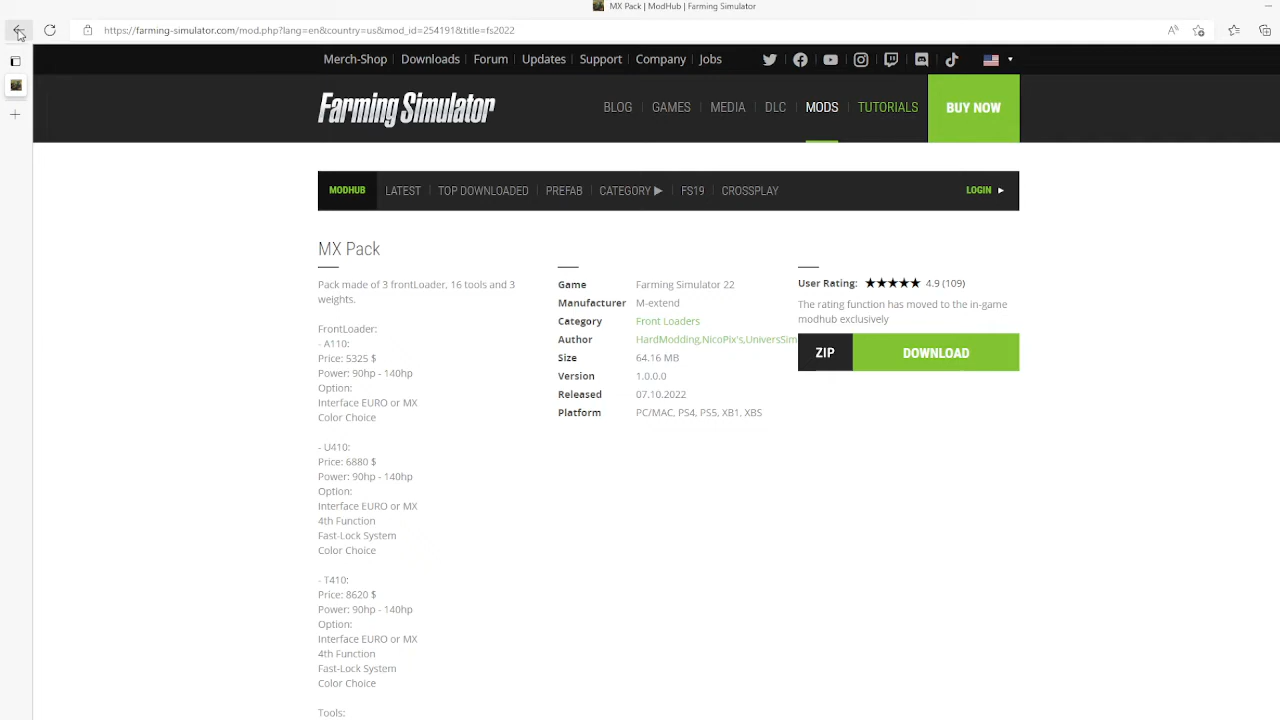 MX Pack | ModHub | Farming Simulator
https://farming-simulator.com/mod.php?lang=en&country=us&mod_id=254191&title=fs2022
Merch-Shop | Downloads | Forum | Updates | Support | Company | Jobs
Farming Simulator
BLOG | GAMES | MEDIA | DLC | MODS | TUTORIALS
BUY NOW
MODHUB LATEST | TOP DOWNLOADED | PREFAB | CATEGORY ▶ | FS19 | CROSSPLAY
LOGIN ▶
MX Pack
Pack made of 3 frontLoader, 16 tools and 3
weights.
FrontLoader:
- A110:
Price: 5325 $
Power: 90hp - 140hp
Option:
Interface EURO or MX
Color Choice
- U410:
Price: 6880 $
Power: 90hp - 140hp
Option:
Interface EURO or MX
4th Function
Fast-Lock System
Color Choice
- T410:
Price: 8620 $
Power: 90hp - 140hp
Option:
Interface EURO or MX
4th Function
Fast-Lock System
Color Choice
Tools:
Game Farming Simulator 22
Manufacturer M-extend
Category Front Loaders
Author HardModding,NicoPix's,UniversSim
Size 64.16 MB
Version 1.0.0.0
Released 07.10.2022
Platform PC/MAC, PS4, PS5, XB1, XBS
User Rating: ★★★★★ 4.9 (109)
The rating function has moved to the in-game
modhub exclusively
ZIP DOWNLOAD